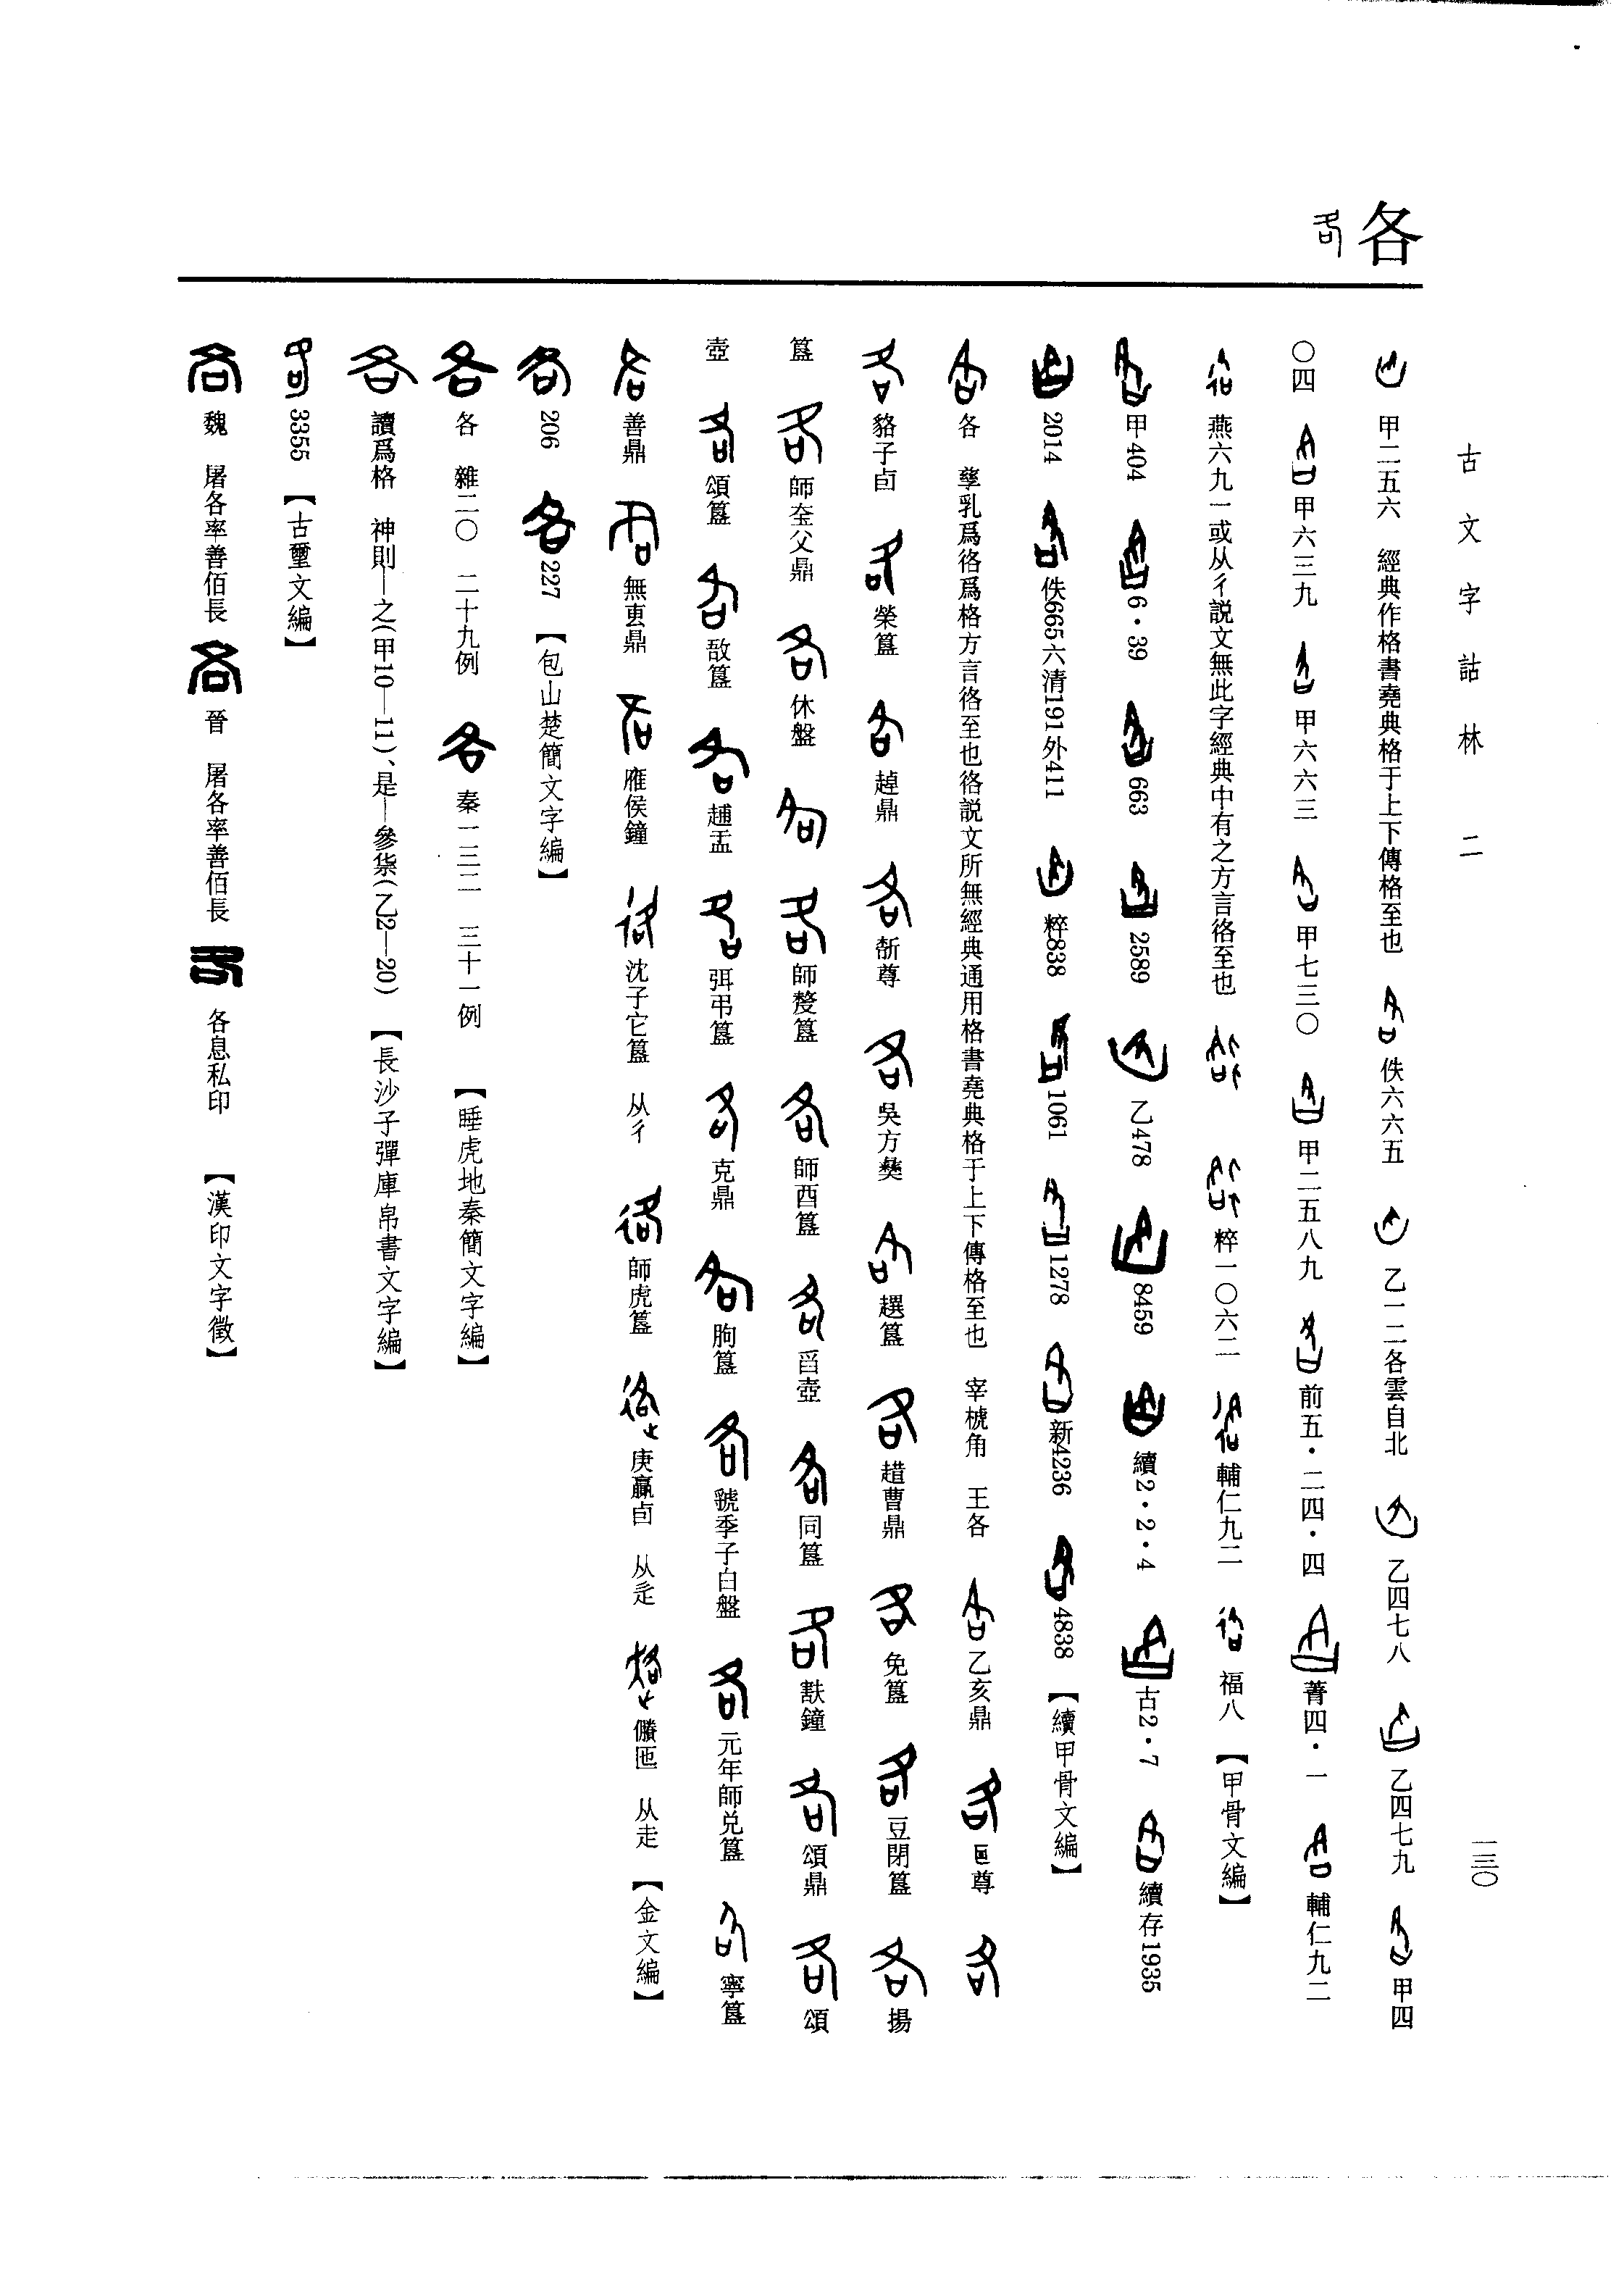 古文字詁林 二
一三〇
各
甲二五六 經典作格書堯典格于上下傳格至也 佚六六五 乙一一二各雲自北 乙四七八 乙四七九 甲四
〇四 甲六三九 甲六六三 甲七三〇 甲二五八九 前五·二四·四 菁四·一 輔仁九二
燕六九一或从彳説文無此字經典中有之方言徦至也 粹一〇六二 輔仁九二 福八 【甲骨文編】
甲404 6·39 663 2589 乙478 8459 續2·2·4 古2·7 續存1935
2014 佚665六清191外411 粹838 1061 1278 新4236 4838 【續甲骨文編】
各 孳乳爲徦爲格方言徦至也徦説文所無經典通用格書堯典格于上下傳格至也 宰椃角 王各 乙亥鼎 尊
貉子卣 榮簋 趠鼎 尊 吳方彝 趩簋 趞曹鼎 免簋 豆閉簋 揚
簋 師𡘇父鼎 休盤 師嫠簋 師酉簋 曶壺 同簋 㝬鐘 頌鼎 頌
壺 頌簋 敔簋 趞盂 弭弔簋 克鼎 朐簋 虢季子白盤 元年師兑簋 寧簋
善鼎 無叀鼎 雁侯鐘 沈子它簋 从彳 師虎簋 庚嬴卣 从辵 匜 从走 【金文編】
206 227 【包山楚簡文字編】
各 雜二〇 二十九例 秦一三二 三十一例 【睡虎地秦簡文字編】
讀爲格 神則—之(甲10—11)、是—參祡(乙2—20) 【長沙子彈庫帛書文字編】
3355 【古璽文編】
魏 屠各率善佰長 晉 屠各率善佰長 各息私印 【漢印文字徵】